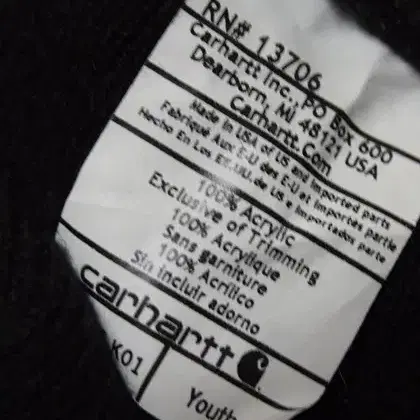 RN# 13706
Carhartt Inc., PO Box 600
Dearborn, MI 48121 USA
Carhartt.Com
Made in USA of US and imported parts
Fabriqué Aux E-U des E-U et importés partie
Hecho En Los EE.UU. de US e importados parte
100% Acrylic
Exclusive of Trimming
100% Acrylique
Sans garniture
100% Acrílico
Sin incluir adorno
carhartt
K01
Youth